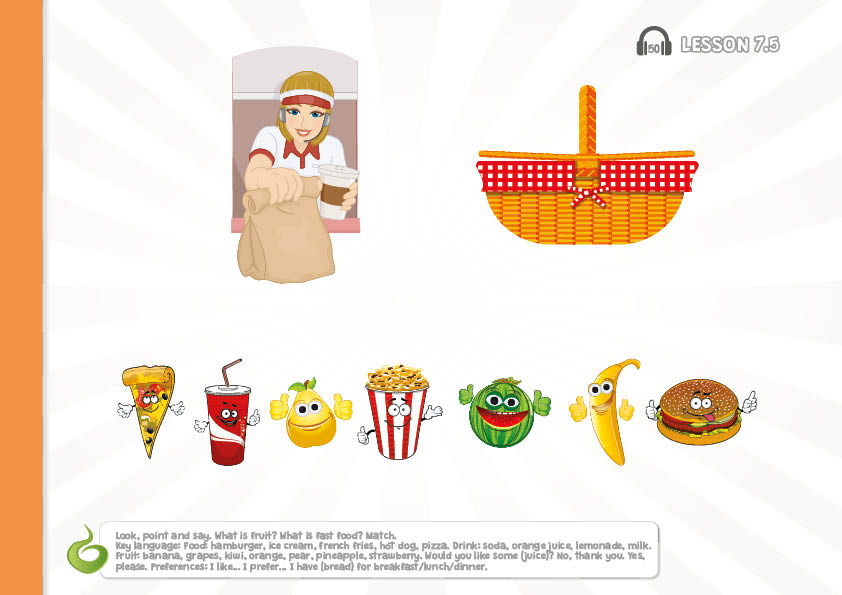 50 LESSON 7.5
Look, point and say. What is fruit? What is fast food? Match.
Key language: Food: hamburger, ice cream, french fries, hot dog, pizza. Drink: soda, orange juice, lemonade, milk.
Fruit: banana, grapes, kiwi, orange, pear, pineapple, strawberry. Would you like some (juice)? No, thank you. Yes,
please. Preferences: I like... I prefer... I have (bread) for breakfast/lunch/dinner.